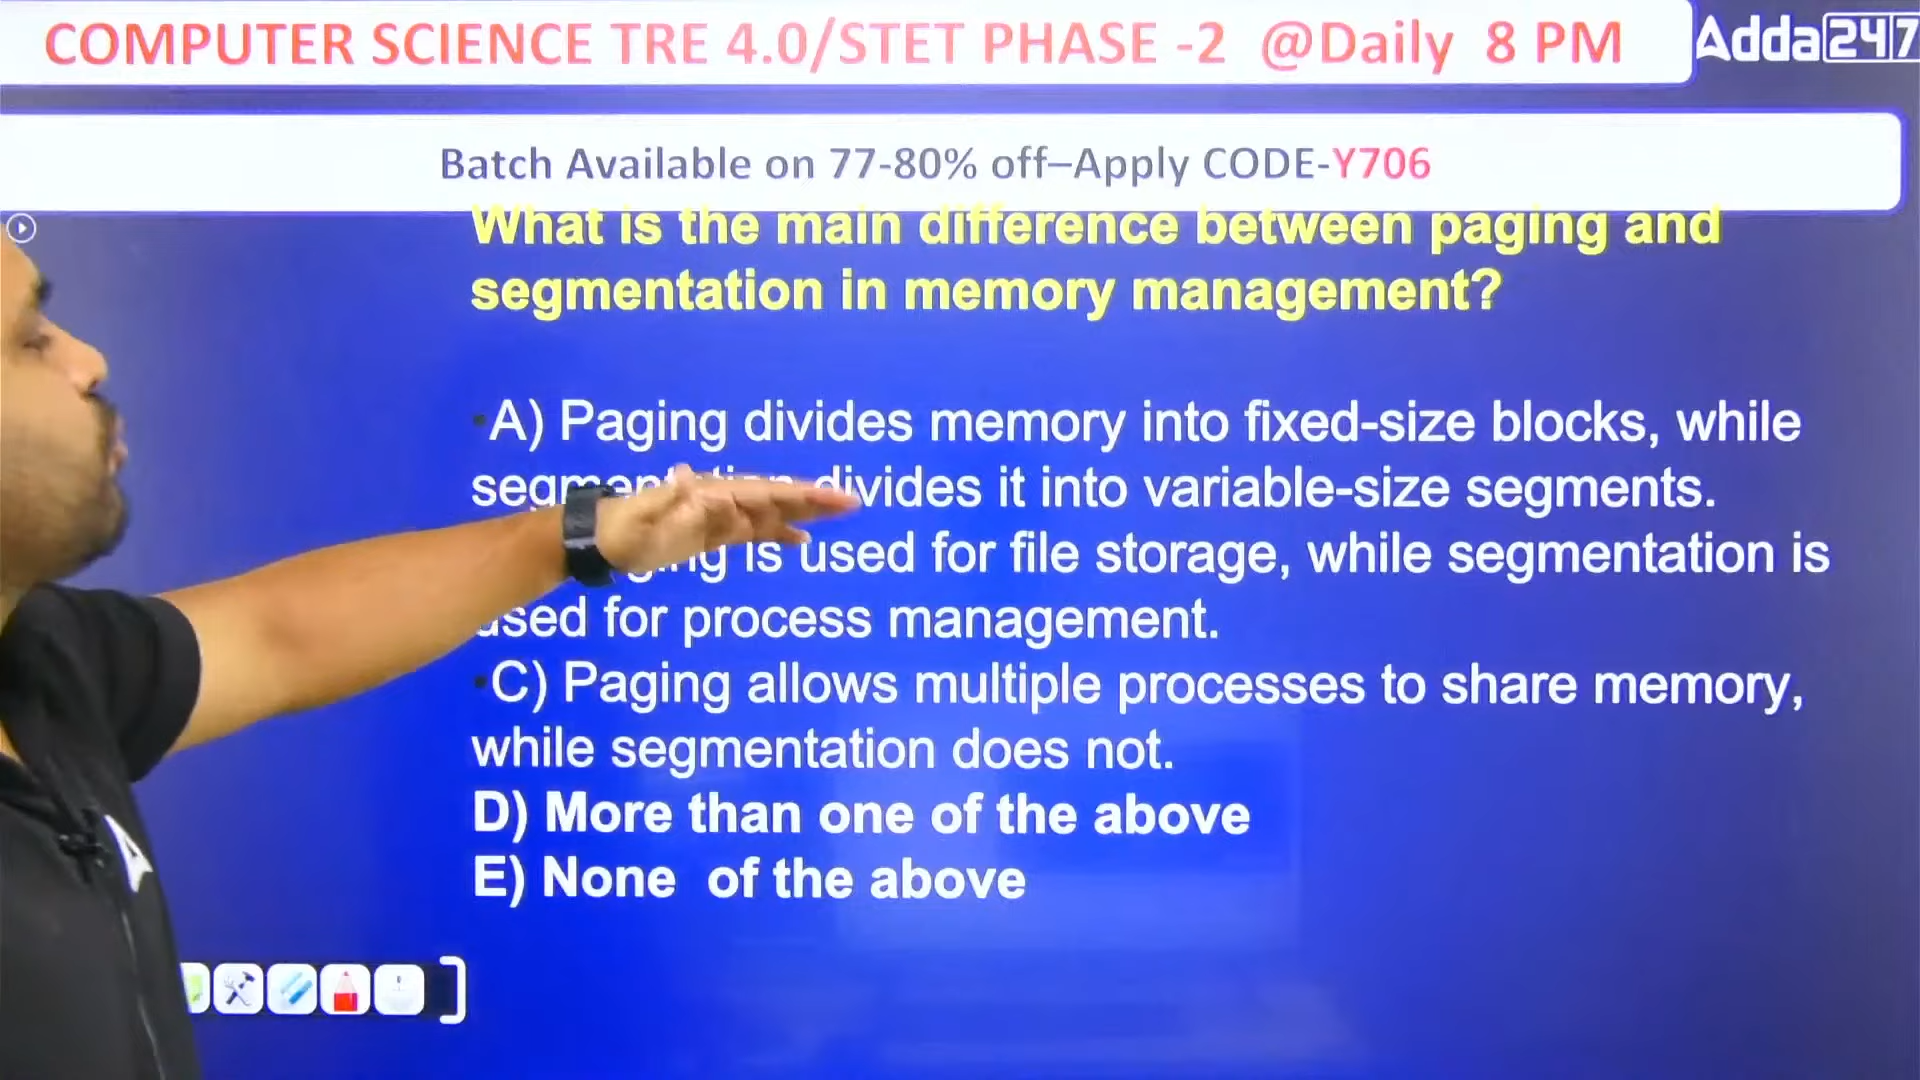 COMPUTER SCIENCE TRE 4.0/STET PHASE -2 @Daily 8 PM
Adda247
Batch Available on 77-80% off–Apply CODE-Y706
What is the main difference between paging and
segmentation in memory management?
•A) Paging divides memory into fixed-size blocks, while
divides it into variable-size segments.
is used for file storage, while segmentation is
used for process management.
•C) Paging allows multiple processes to share memory,
while segmentation does not.
D) More than one of the above
E) None of the above